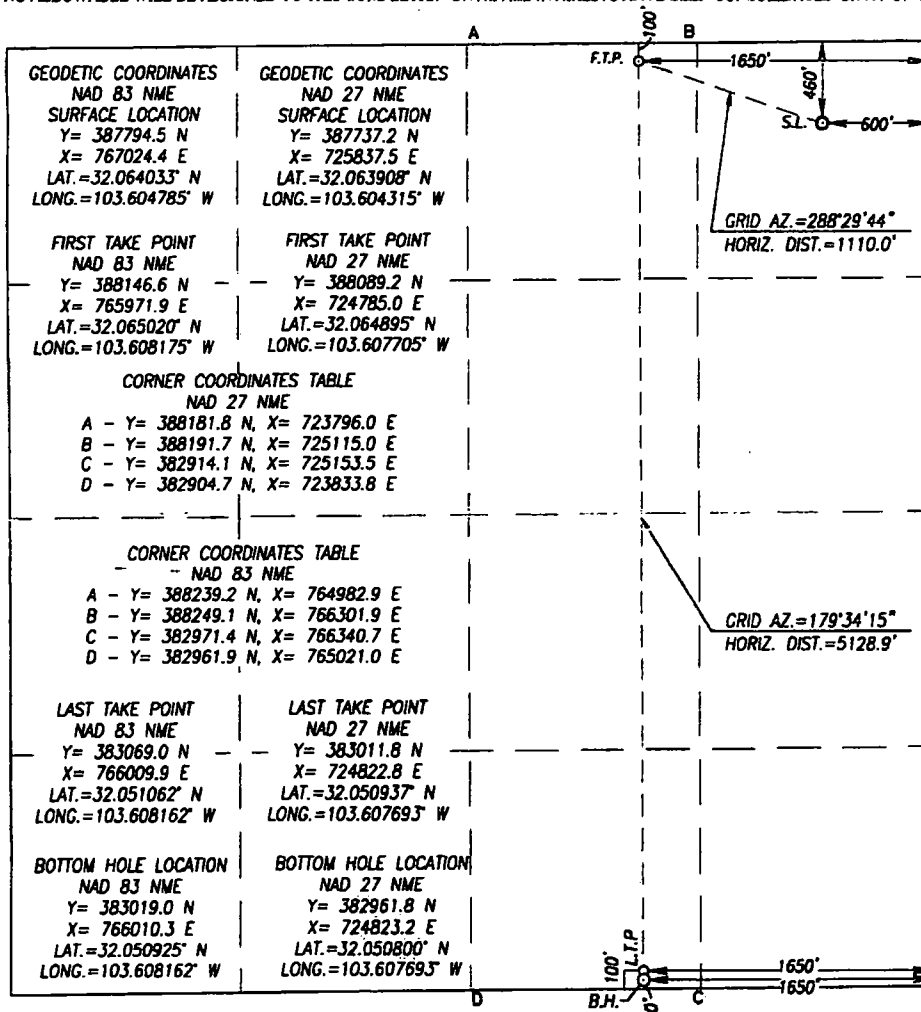 A
B
100'
F.T.P.
1650'
460'
S.L.
600'
GEODETIC COORDINATES
NAD 83 NME
SURFACE LOCATION
Y= 387794.5 N
X= 767024.4 E
LAT.=32.064033° N
LONG.=103.604785° W
GEODETIC COORDINATES
NAD 27 NME
SURFACE LOCATION
Y= 387737.2 N
X= 725837.5 E
LAT.=32.063908° N
LONG.=103.604315° W
GRID AZ.=288°29'44"
HORIZ. DIST.=1110.0'
FIRST TAKE POINT
NAD 83 NME
Y= 388146.6 N
X= 765971.9 E
LAT.=32.065020° N
LONG.=103.608175° W
FIRST TAKE POINT
NAD 27 NME
Y= 388089.2 N
X= 724785.0 E
LAT.=32.064895° N
LONG.=103.607705° W
CORNER COORDINATES TABLE
NAD 27 NME
A - Y= 388181.8 N, X= 723796.0 E
B - Y= 388191.7 N, X= 725115.0 E
C - Y= 382914.1 N, X= 725153.5 E
D - Y= 382904.7 N, X= 723833.8 E
CORNER COORDINATES TABLE
NAD 83 NME
A - Y= 388239.2 N, X= 764982.9 E
B - Y= 388249.1 N, X= 766301.9 E
C - Y= 382971.4 N, X= 766340.7 E
D - Y= 382961.9 N, X= 765021.0 E
GRID AZ.=179°34'15"
HORIZ. DIST.=5128.9'
LAST TAKE POINT
NAD 83 NME
Y= 383069.0 N
X= 766009.9 E
LAT.=32.051062° N
LONG.=103.608162° W
LAST TAKE POINT
NAD 27 NME
Y= 383011.8 N
X= 724822.8 E
LAT.=32.050937° N
LONG.=103.607693° W
BOTTOM HOLE LOCATION
NAD 83 NME
Y= 383019.0 N
X= 766010.3 E
LAT.=32.050925° N
LONG.=103.608162° W
BOTTOM HOLE LOCATION
NAD 27 NME
Y= 382961.8 N
X= 724823.2 E
LAT.=32.050800° N
LONG.=103.607693° W
100'
L.T.P
1650'
1650'
D
B.H.
C